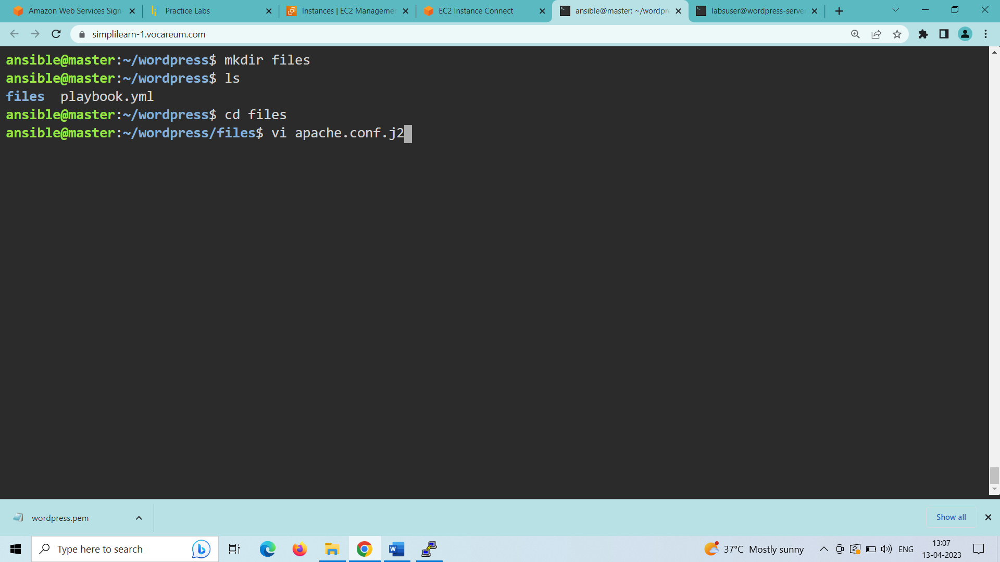 Amazon Web Services Sign-
Practice Labs
Instances | EC2 Managemen
EC2 Instance Connect
ansible@master: ~/wordpre
labsuser@wordpress-server
simplilearn-1.vocareum.com
ansible@master:~/wordpress$ mkdir files
ansible@master:~/wordpress$ ls
files  playbook.yml
ansible@master:~/wordpress$ cd files
ansible@master:~/wordpress/files$ vi apache.conf.j2
wordpress.pem
Show all
Type here to search
37°C Mostly sunny
ENG
13:07
13-04-2023